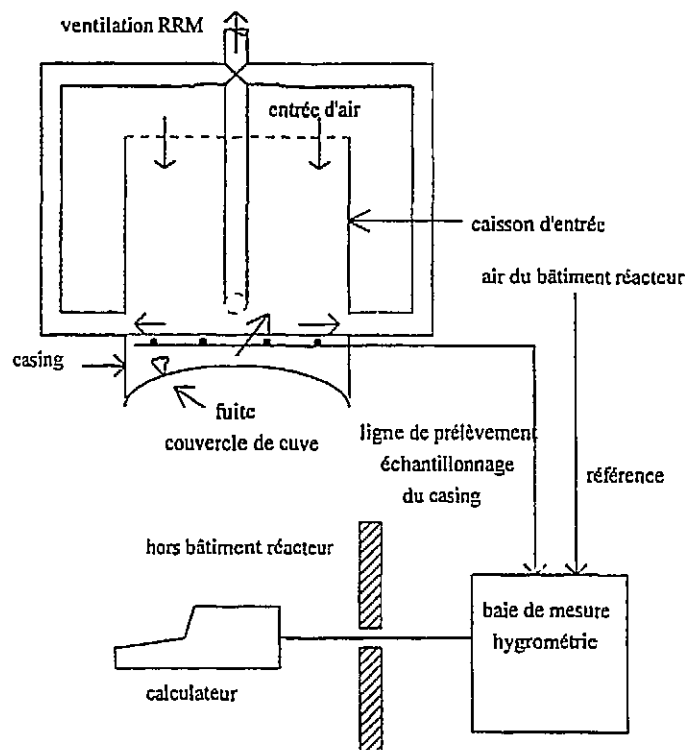 ventilation RRM
entrée d'air
caisson d'entrée
air du bâtiment réacteur
casing
fuite
couvercle de cuve
ligne de prélèvement
échantillonnage
du casing
référence
hors bâtiment réacteur
baie de mesure
hygrométrie
calculateur